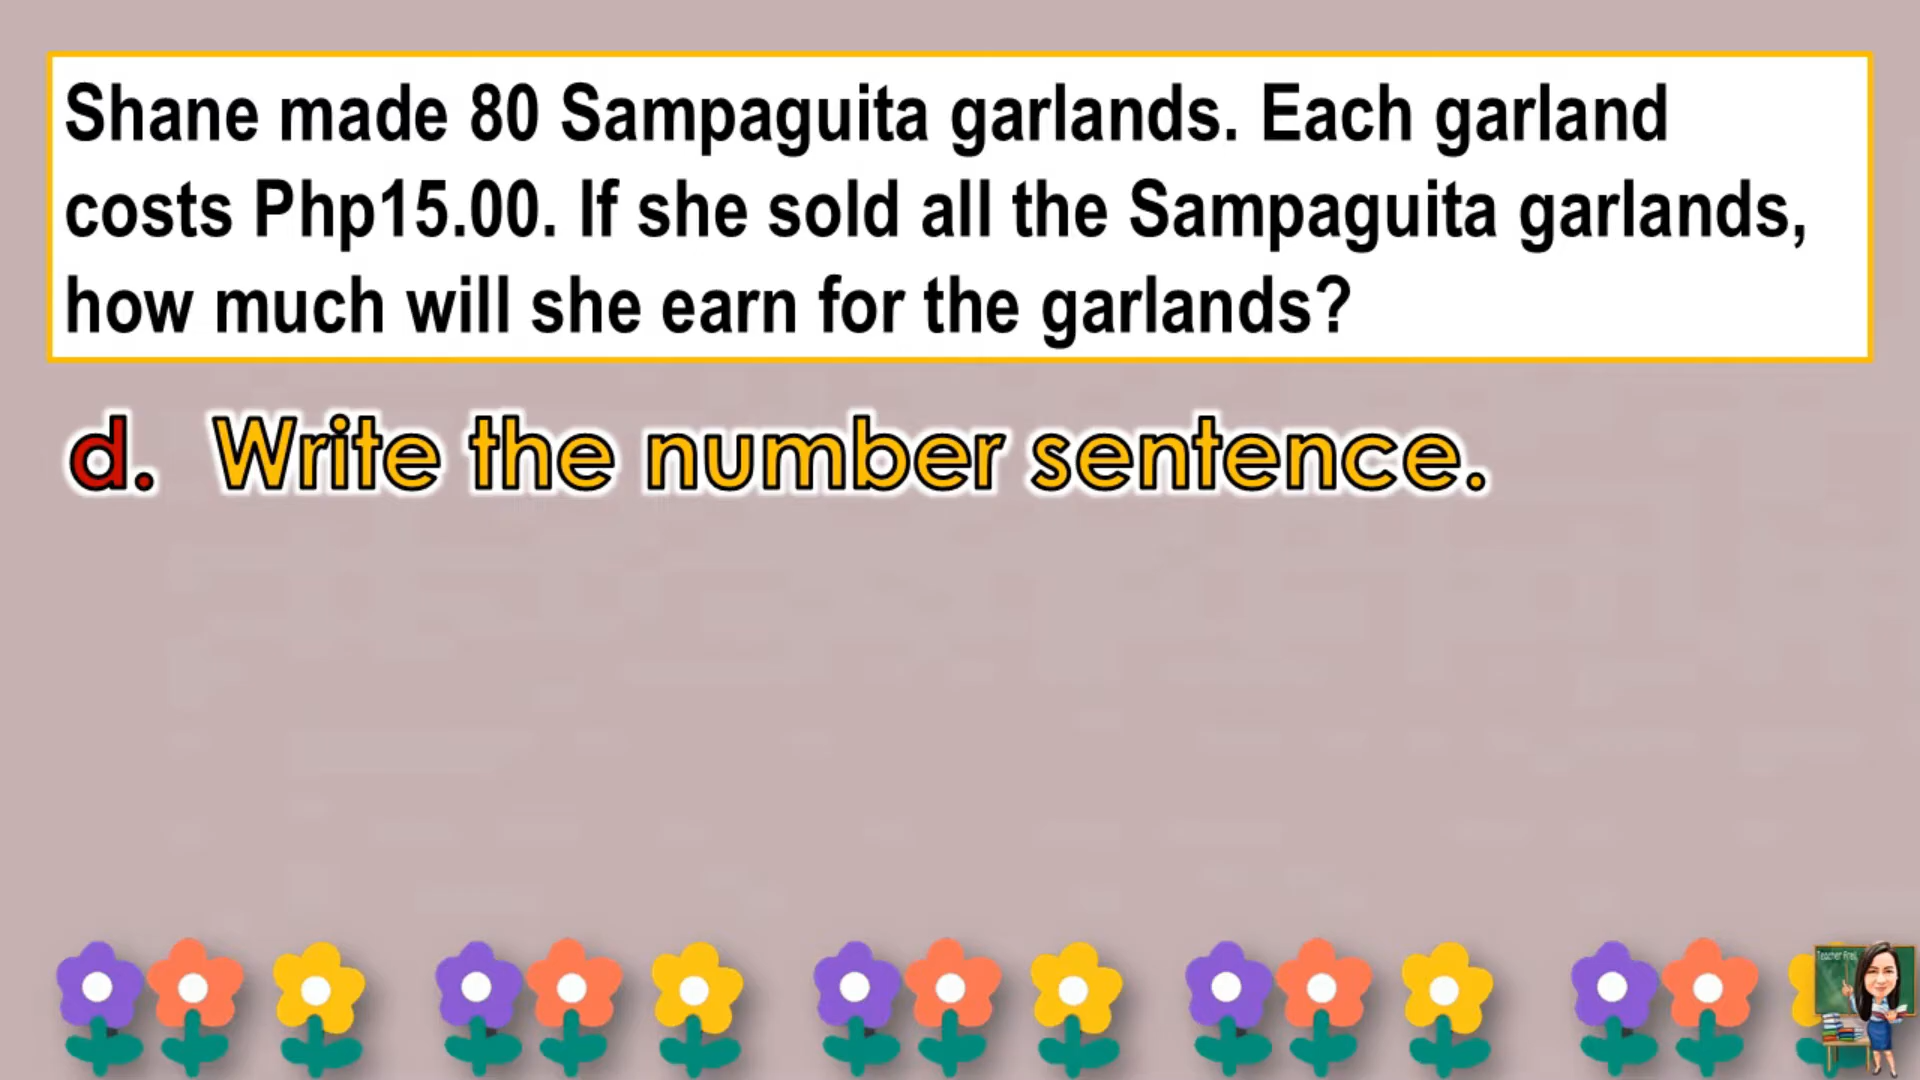 Shane made 80 Sampaguita garlands. Each garland
costs Php15.00. If she sold all the Sampaguita garlands,
how much will she earn for the garlands?
d. Write the number sentence.